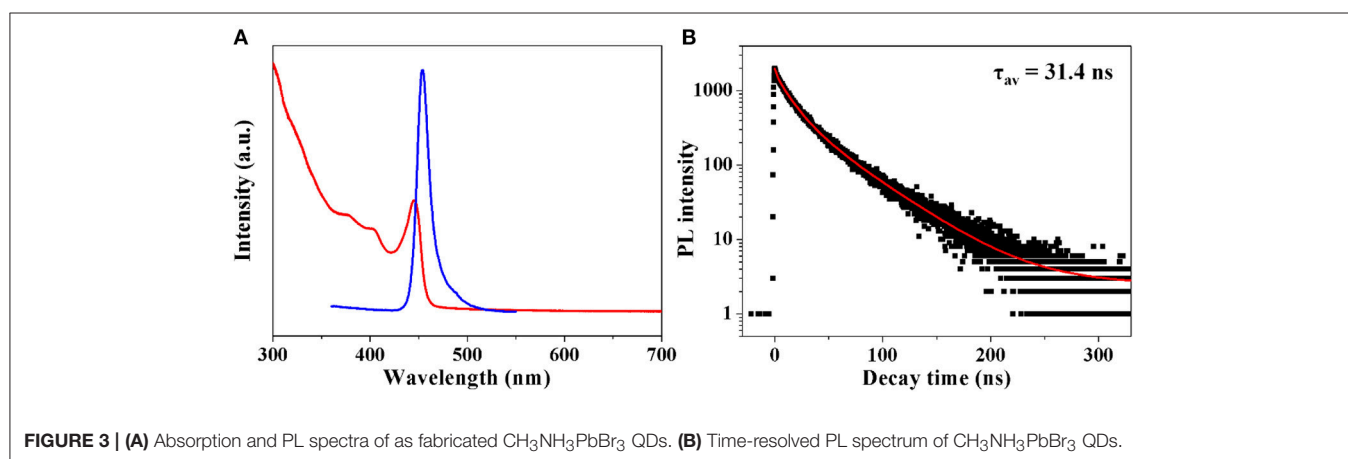 A
Intensity (a.u.)
300
400
500
600
700
Wavelength (nm)
B
τav = 31.4 ns
PL intensity
1000
100
10
1
0
100
200
300
Decay time (ns)
FIGURE 3 | (A) Absorption and PL spectra of as fabricated CH3NH3PbBr3 QDs. (B) Time-resolved PL spectrum of CH3NH3PbBr3 QDs.